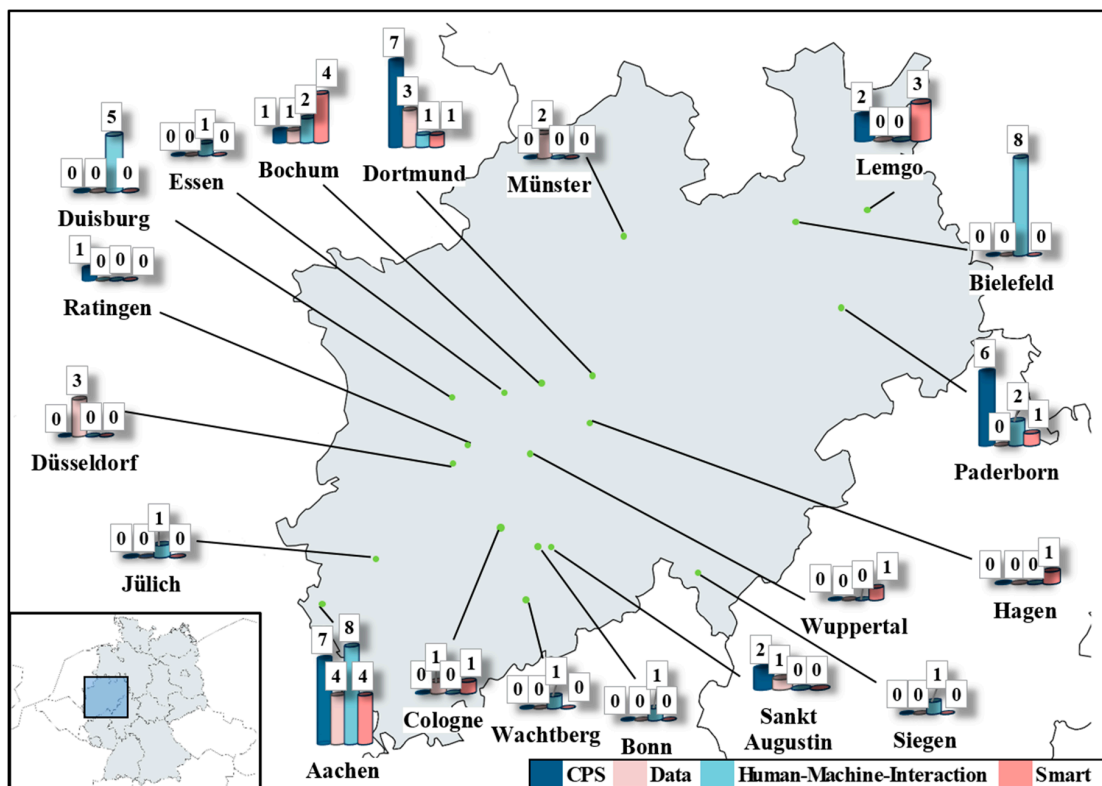 7
3
1 1
Dortmund
4
1 1 2
Bochum
0 0 1 0
Essen
5
0 0 0
Duisburg
2
0 0 0
Münster
2 0 0 3
Lemgo
8
0 0 0
Bielefeld
1 0 0 0
Ratingen
6
0 2 1
Paderborn
3
0 0 0
Düsseldorf
1
0 0 0
Jülich
0 0 0 1
Hagen
0 0 0 1
Wuppertal
7 4 8 4
Aachen
0 1 0 1
Cologne
0 0 1 0
Wachtberg
1
0 0 0
Bonn
2 1 0 0
Sankt
Augustin
1
0 0 0
Siegen
CPS Data Human-Machine-Interaction Smart